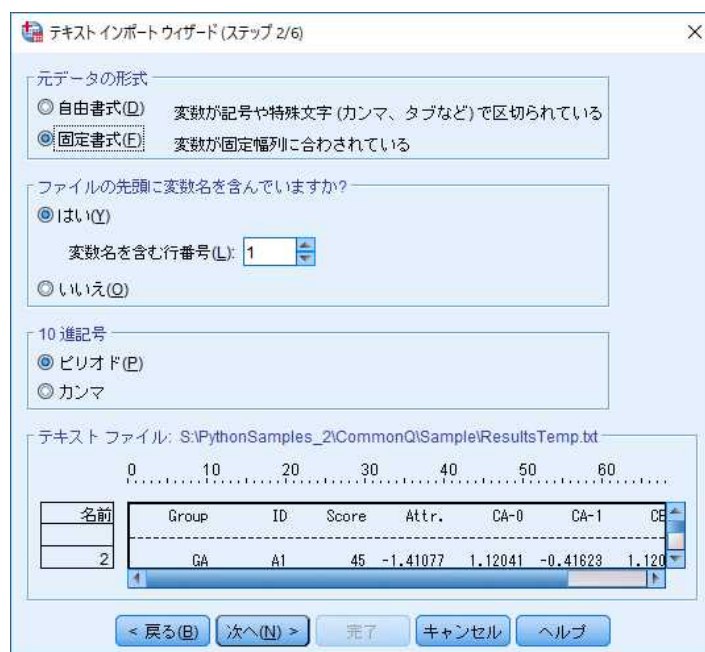 テキスト インポート ウィザード (ステップ 2/6)
元データの形式
自由書式(D) 変数が記号や特殊文字 (カンマ、タブなど) で区切られている
固定書式(F) 変数が固定幅列に合わされている
ファイルの先頭に変数名を含んでいますか?
はい(Y)
変数名を含む行番号(L): 1
いいえ(O)
10 進記号
ピリオド(P)
カンマ
テキスト ファイル: S:\PythonSamples_2\CommonQ\Sample\ResultsTemp.txt
0 10 20 30 40 50 60
名前 Group ID Score Attr. CA-0 CA-1 CB
2 GA A1 45 -1.41077 1.12041 -0.41623 1.120
< 戻る(B) 次へ(N) > 完了 キャンセル ヘルプ